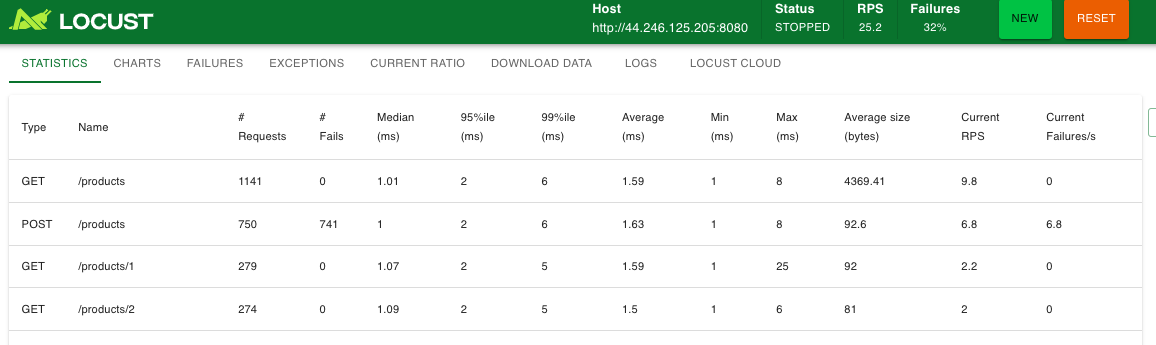 LOCUST
Host Status RPS Failures
http://44.246.125.205:8080 STOPPED 25.2 32%
NEW RESET
STATISTICS CHARTS FAILURES EXCEPTIONS CURRENT RATIO DOWNLOAD DATA LOGS LOCUST CLOUD
Type Name # Requests # Fails Median (ms) 95%ile (ms) 99%ile (ms) Average (ms) Min (ms) Max (ms) Average size (bytes) Current RPS Current Failures/s
GET /products 1141 0 1.01 2 6 1.59 1 8 4369.41 9.8 0
POST /products 750 741 1 2 6 1.63 1 8 92.6 6.8 6.8
GET /products/1 279 0 1.07 2 5 1.59 1 25 92 2.2 0
GET /products/2 274 0 1.09 2 5 1.5 1 6 81 2 0